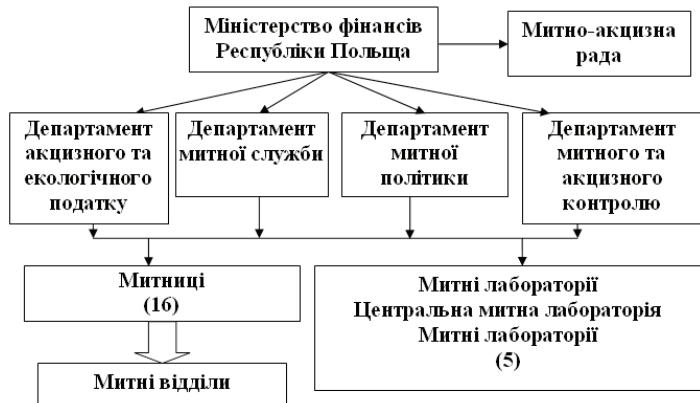 Міністерство фінансів
Республіки Польща
Митно-акцизна
рада
Департамент
акцизного та
екологічного
податку
Департамент
митної служби
Департамент
митної
політики
Департамент
митного та
акцизного
контролю
Митниці
(16)
Митні лабораторії
Центральна митна лабораторія
Митні лабораторії
(5)
Митні відділи